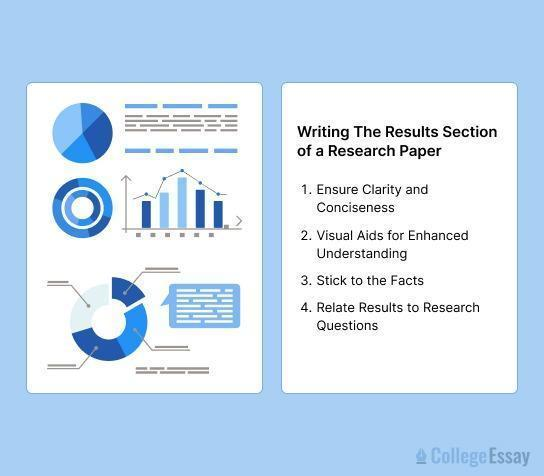 Writing The Results Section
of a Research Paper
1. Ensure Clarity and
Conciseness
2. Visual Aids for Enhanced
Understanding
3. Stick to the Facts
4. Relate Results to Research
Questions
CollegeEssay